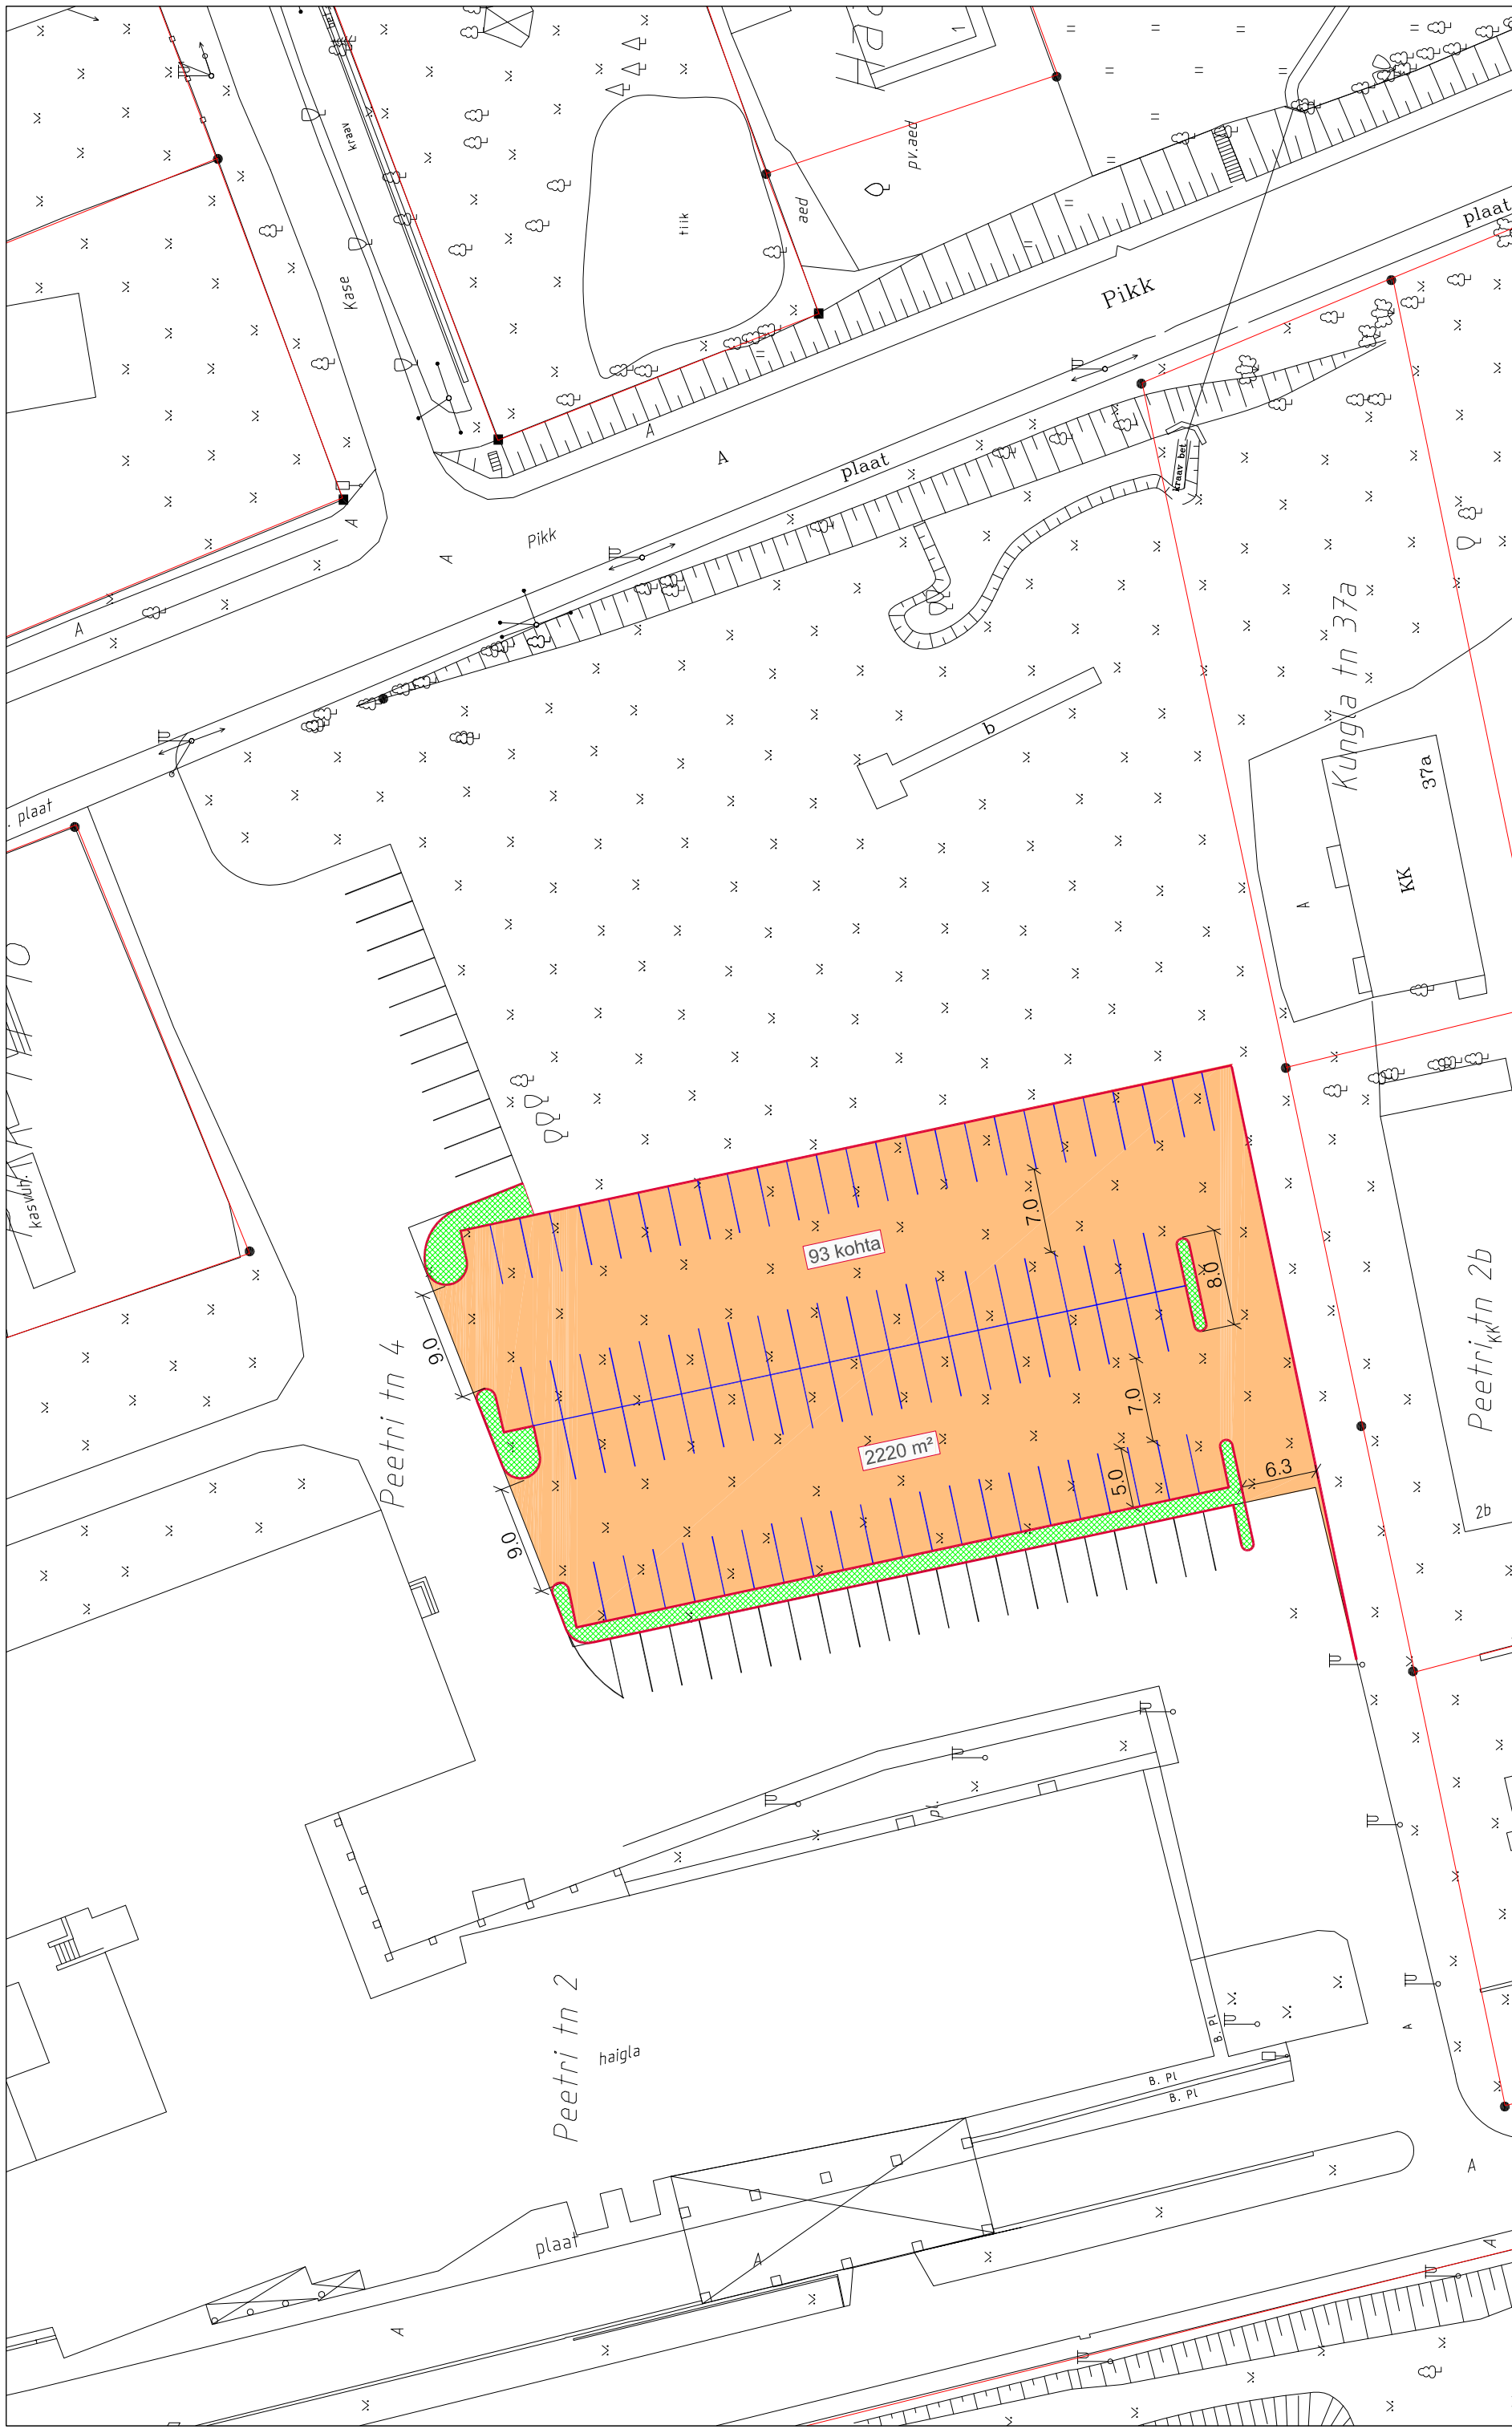 kraav
Kase
tiik
aed
pv.aed
1
Pikk
plaat
plaat
kraav bet
A
A
A
A
Pikk
A
plaat
b
Kungla tn 37a
37a
KK
A
kasvuh.
7.0
93 kohta
8.0
9.0
Peetri tn 4
7.0
2220 m²
5.0
6.3
9.0
Peetri tn 2b
KK
2b
pl.
Peetri tn 2
haigla
B. Pl
B. Pl
B. Pl
A
A
plaat
A
A
A